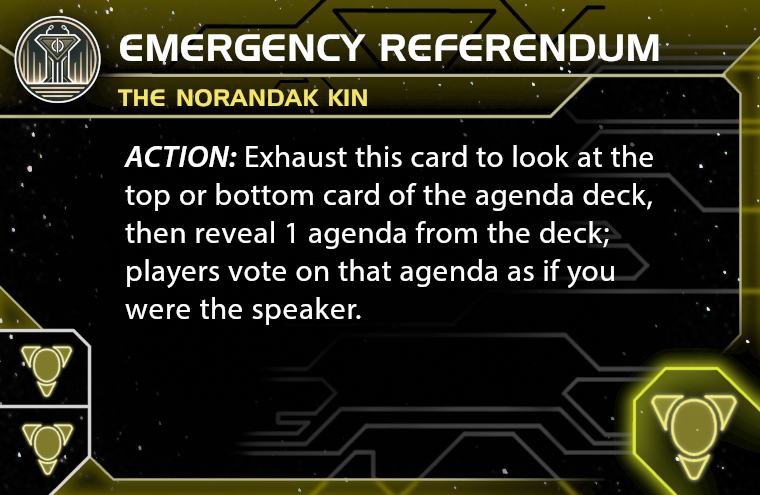 EMERGENCY REFERENDUM
THE NORANDAK KIN
ACTION: Exhaust this card to look at the
top or bottom card of the agenda deck,
then reveal 1 agenda from the deck;
players vote on that agenda as if you
were the speaker.